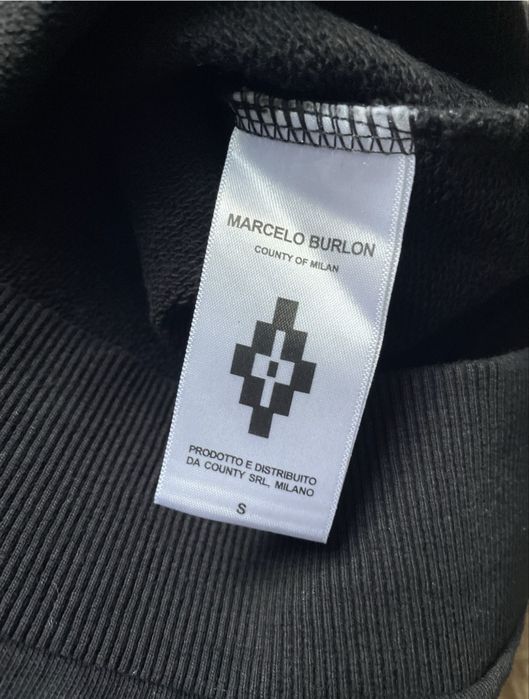 MARCELO BURLON
COUNTY OF MILAN
PRODOTTO E DISTRIBUITO
DA COUNTY SRL, MILANO
S